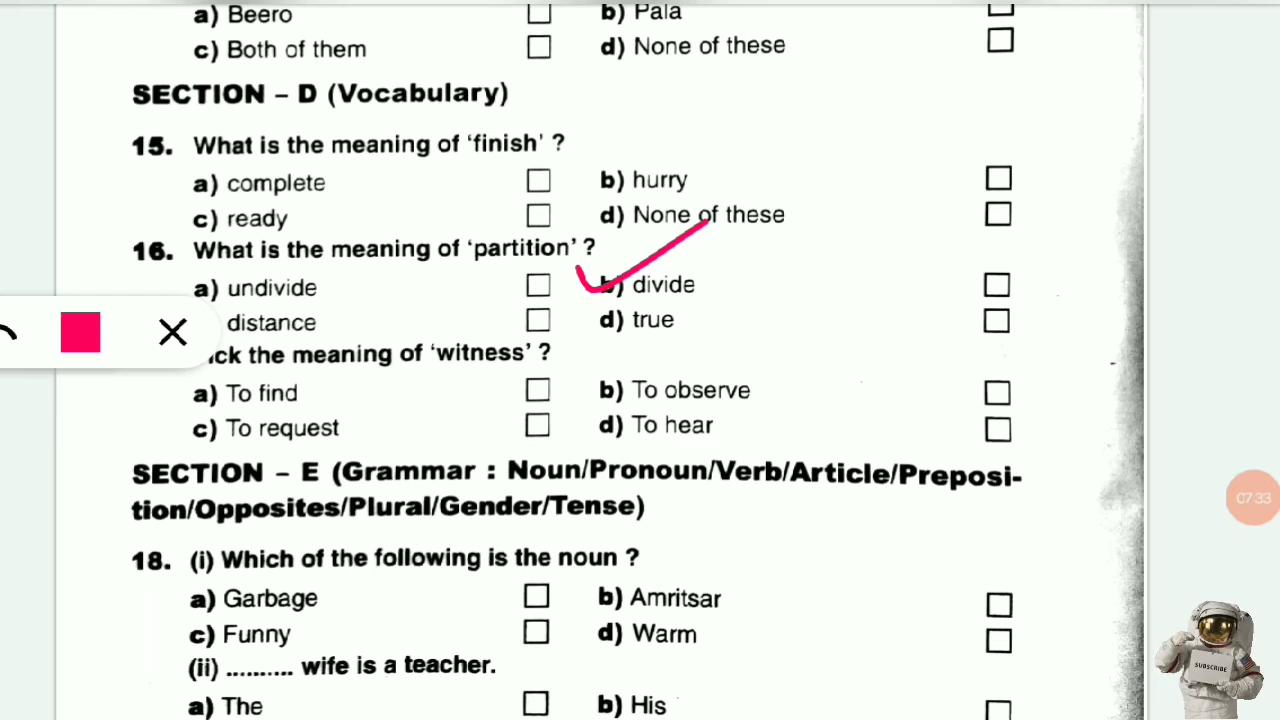 a) Beero b) Pala
c) Both of them d) None of these
SECTION – D (Vocabulary)
15. What is the meaning of ‘finish’ ?
a) complete b) hurry
c) ready d) None of these
16. What is the meaning of ‘partition’ ?
a) undivide b) divide
distance d) true
ick the meaning of ‘witness’ ?
a) To find b) To observe
c) To request d) To hear
SECTION – E (Grammar : Noun/Pronoun/Verb/Article/Preposi-
tion/Opposites/Plural/Gender/Tense)
07:33
18. (i) Which of the following is the noun ?
a) Garbage b) Amritsar
c) Funny d) Warm
(ii) .......... wife is a teacher.
SUBSCRIBE
a) The b) His